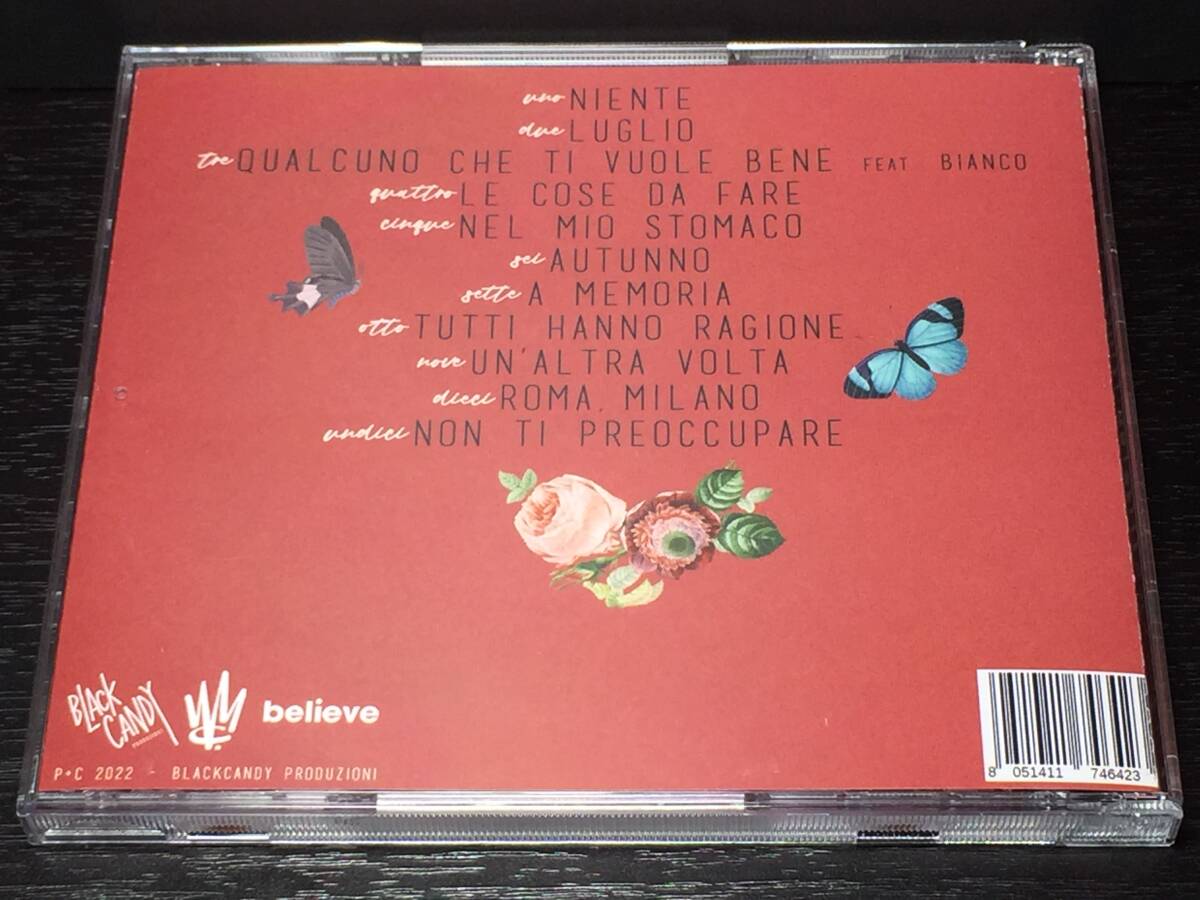 uno NIENTE
due LUGLIO
tre QUALCUNO CHE TI VUOLE BENE FEAT BIANCO
quattro LE COSE DA FARE
cinque NEL MIO STOMACO
sei AUTUNNO
sette A MEMORIA
otto TUTTI HANNO RAGIONE
nove UN'ALTRA VOLTA
dieci ROMA, MILANO
undici NON TI PREOCCUPARE
BLACK
CANDY
PRODUZIONI
believe
P+C 2022 - BLACKCANDY PRODUZIONI
8 051411 746423